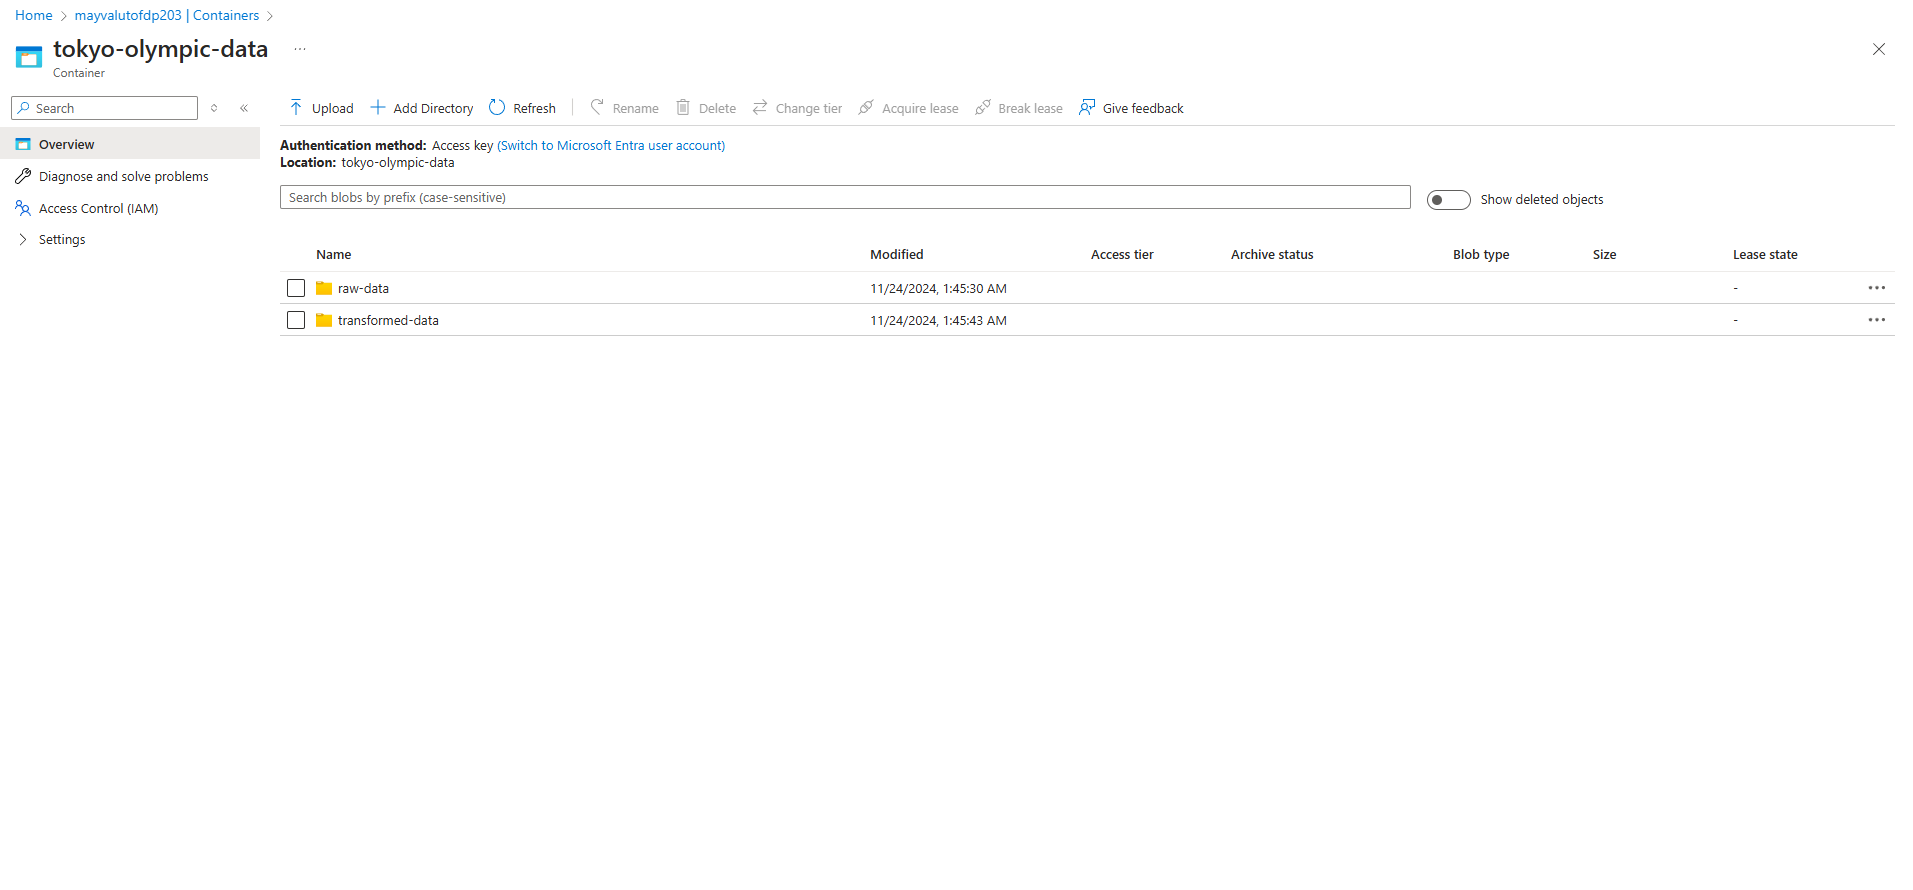 Home > mayvalutofdp203 | Containers >
tokyo-olympic-data ...
Container
Search
Overview
Diagnose and solve problems
Access Control (IAM)
Settings
Upload Add Directory Refresh Rename Delete Change tier Acquire lease Break lease Give feedback
Authentication method: Access key (Switch to Microsoft Entra user account)
Location: tokyo-olympic-data
Search blobs by prefix (case-sensitive)
Show deleted objects
Name Modified Access tier Archive status Blob type Size Lease state
raw-data 11/24/2024, 1:45:30 AM -
transformed-data 11/24/2024, 1:45:43 AM -